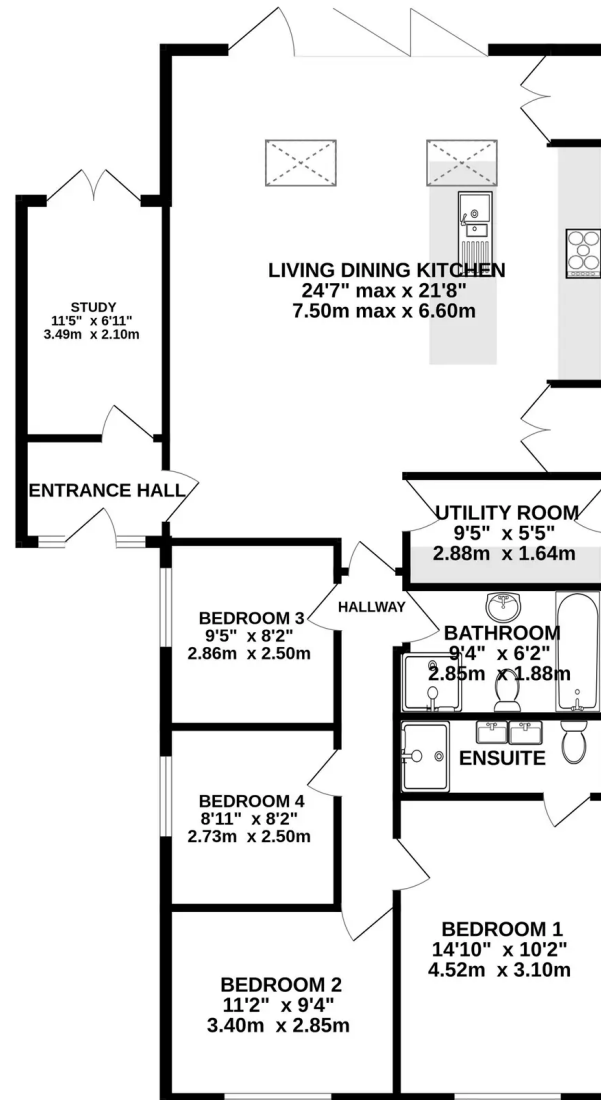 LIVING DINING KITCHEN
24'7" max x 21'8"
7.50m max x 6.60m
STUDY
11'5" x 6'11"
3.49m x 2.10m
ENTRANCE HALL
UTILITY ROOM
9'5" x 5'5"
2.88m x 1.64m
HALLWAY
BEDROOM 3
9'5" x 8'2"
2.86m x 2.50m
BATHROOM
9'4" x 6'2"
2.85m x 1.88m
ENSUITE
BEDROOM 4
8'11" x 8'2"
2.73m x 2.50m
BEDROOM 1
14'10" x 10'2"
4.52m x 3.10m
BEDROOM 2
11'2" x 9'4"
3.40m x 2.85m